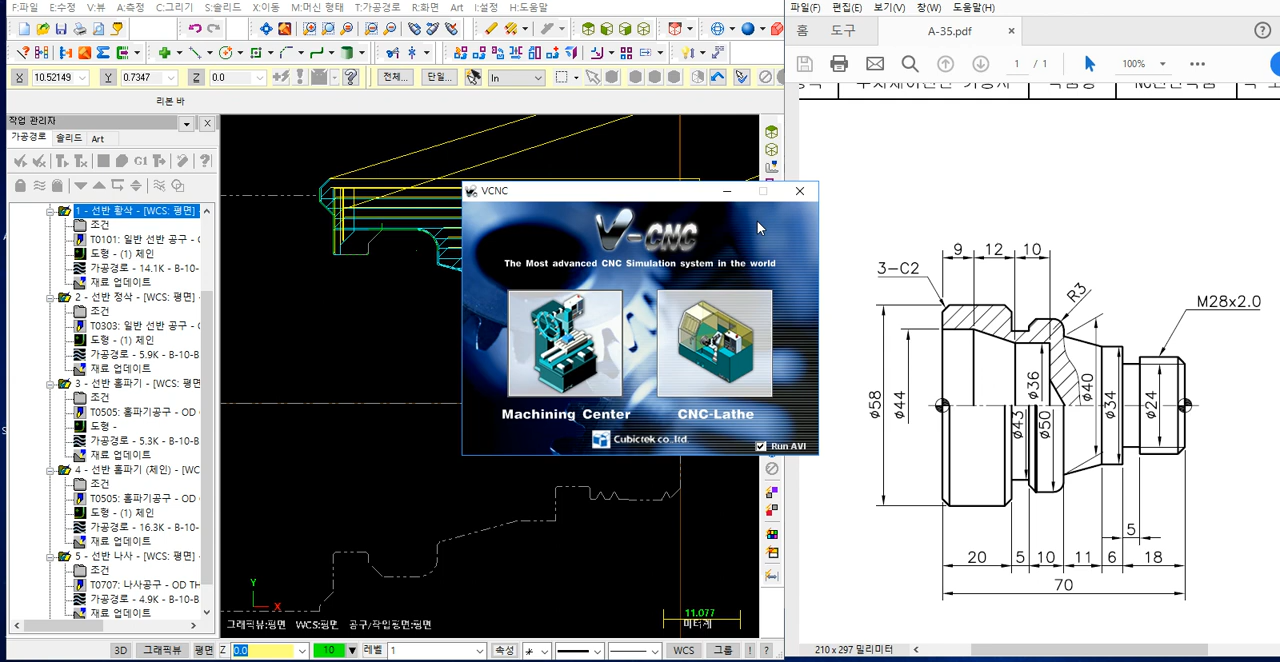 F:파일 E:수정 V:뷰 A:측정 C:그리기 S:솔리드 X:이동 M:머신 형태 T:가공경로 R:화면 Art I:설정 H:도움말
X 10.52149 Y 0.7347 Z 0.0 전체... 단일... In
리본 바
작업 관리자
가공경로 솔리드 Art
G1
1 - 선반 황삭 - [WCS: 평면]
조건
T0101: 일반 선반 공구 -
도형 - (1) 체인
가공경로 - 14.1K - B-10-
재료 업데이트
2 - 선반 정삭 - [WCS: 평면]
조건
T0303: 일반 선반 공구 -
도형 - (1) 체인
가공경로 - 5.9K - B-10-B
재료 업데이트
3 - 선반 홈파기 - [WCS: 평면
조건
T0505: 홈파기공구 - OD
도형 -
가공경로 - 5.3K - B-10-B
재료 업데이트
4 - 선반 홈파기 (체인) - [WC
조건
T0505: 홈파기공구 - OD
도형 - (1) 체인
가공경로 - 16.3K - B-10-
재료 업데이트
5 - 선반 나사 - [WCS: 평면]
조건
T0707: 나사공구 - OD TH
가공경로 - 4.9K - B-10-B
재료 업데이트
Y
X
그래픽뷰:평면 WCS:평면 공구/작업평면:평면
11.077
미터계
3D 그래픽뷰 평면 Z 0.0 10 레벨 1 속성 WCS 그룹 ! ?
VCNC
V-CNC
The Most advanced CNC Simulation system in the world
Machining Center
CNC-Lathe
Cubictek co.,ltd.
Run AVI
파일(F) 편집(E) 보기(V) 창(W) 도움말(H)
홈 도구 A-35.pdf
1 / 1 100%
9 12 10
3-C2
R3
M28x2.0
ø58
ø44
ø43
ø36
ø50
ø40
ø34
ø24
5
20 5 10 11 6 18
70
210 x 297 밀리미터